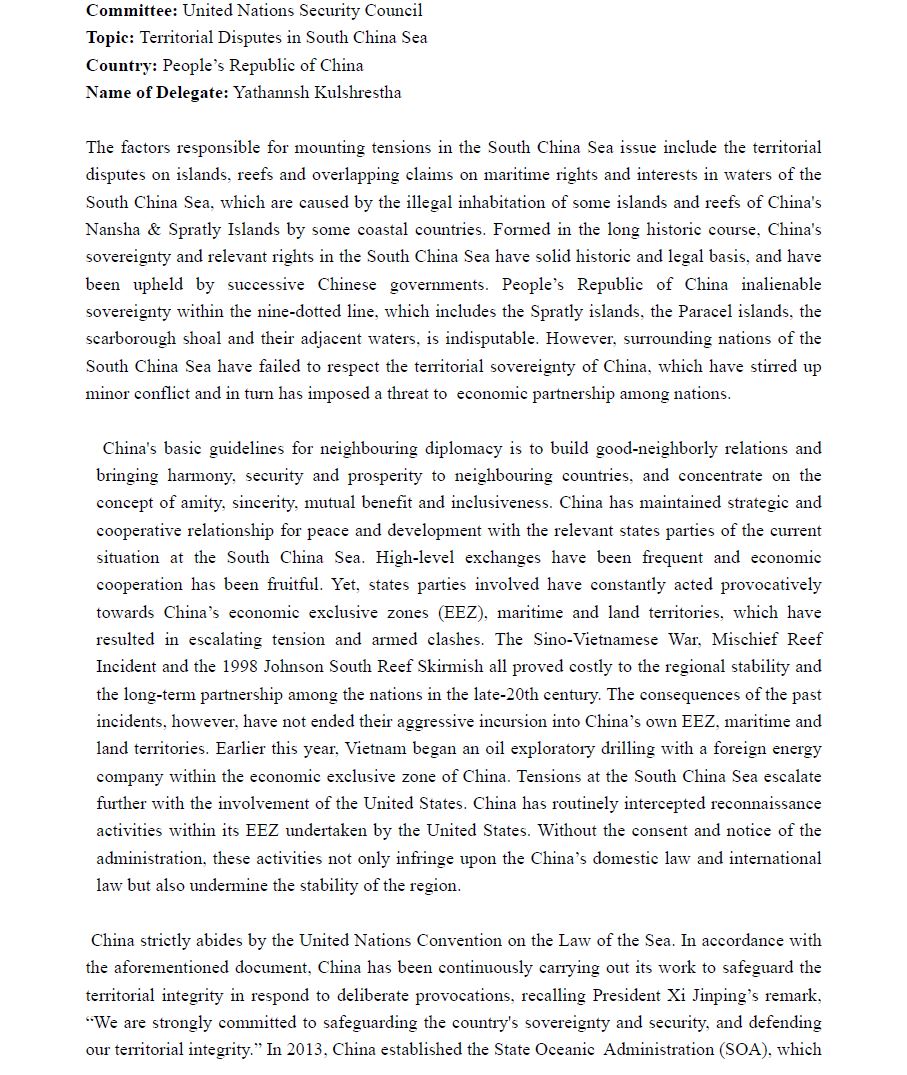 Committee: United Nations Security Council
Topic: Territorial Disputes in South China Sea
Country: People’s Republic of China
Name of Delegate: Yathannsh Kulshrestha
The factors responsible for mounting tensions in the South China Sea issue include the territorial
disputes on islands, reefs and overlapping claims on maritime rights and interests in waters of the
South China Sea, which are caused by the illegal inhabitation of some islands and reefs of China's
Nansha & Spratly Islands by some coastal countries. Formed in the long historic course, China's
sovereignty and relevant rights in the South China Sea have solid historic and legal basis, and have
been upheld by successive Chinese governments. People’s Republic of China inalienable
sovereignty within the nine-dotted line, which includes the Spratly islands, the Paracel islands, the
scarborough shoal and their adjacent waters, is indisputable. However, surrounding nations of the
South China Sea have failed to respect the territorial sovereignty of China, which have stirred up
minor conflict and in turn has imposed a threat to  economic partnership among nations.
China's basic guidelines for neighbouring diplomacy is to build good-neighborly relations and
bringing harmony, security and prosperity to neighbouring countries, and concentrate on the
concept of amity, sincerity, mutual benefit and inclusiveness. China has maintained strategic and
cooperative relationship for peace and development with the relevant states parties of the current
situation at the South China Sea. High-level exchanges have been frequent and economic
cooperation has been fruitful. Yet, states parties involved have constantly acted provocatively
towards China’s economic exclusive zones (EEZ), maritime and land territories, which have
resulted in escalating tension and armed clashes. The Sino-Vietnamese War, Mischief Reef
Incident and the 1998 Johnson South Reef Skirmish all proved costly to the regional stability and
the long-term partnership among the nations in the late-20th century. The consequences of the past
incidents, however, have not ended their aggressive incursion into China’s own EEZ, maritime and
land territories. Earlier this year, Vietnam began an oil exploratory drilling with a foreign energy
company within the economic exclusive zone of China. Tensions at the South China Sea escalate
further with the involvement of the United States. China has routinely intercepted reconnaissance
activities within its EEZ undertaken by the United States. Without the consent and notice of the
administration, these activities not only infringe upon the China’s domestic law and international
law but also undermine the stability of the region.
China strictly abides by the United Nations Convention on the Law of the Sea. In accordance with
the aforementioned document, China has been continuously carrying out its work to safeguard the
territorial integrity in respond to deliberate provocations, recalling President Xi Jinping’s remark,
“We are strongly committed to safeguarding the country's sovereignty and security, and defending
our territorial integrity.” In 2013, China established the State Oceanic  Administration (SOA), which